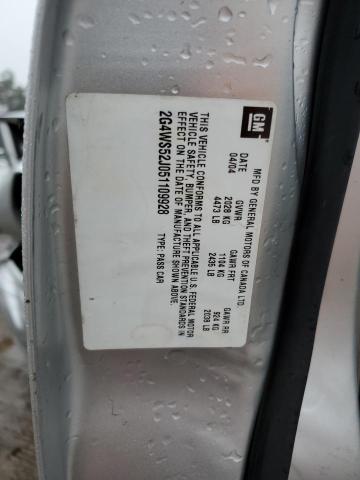 GM
MFD BY GENERAL MOTORS OF CANADA LTD.
DATE GVWR GAWR FRT GAWR RR
04/04 2028 KG 1104 KG 924 KG
4473 LB 2435 LB 2038 LB
THIS VEHICLE CONFORMS TO ALL APPLICABLE U.S. FEDERAL MOTOR
VEHICLE SAFETY, BUMPER, AND THEFT PREVENTION STANDARDS IN
EFFECT ON THE DATE OF MANUFACTURE SHOWN ABOVE.
2G4WS52J051109928 TYPE: PASS CAR